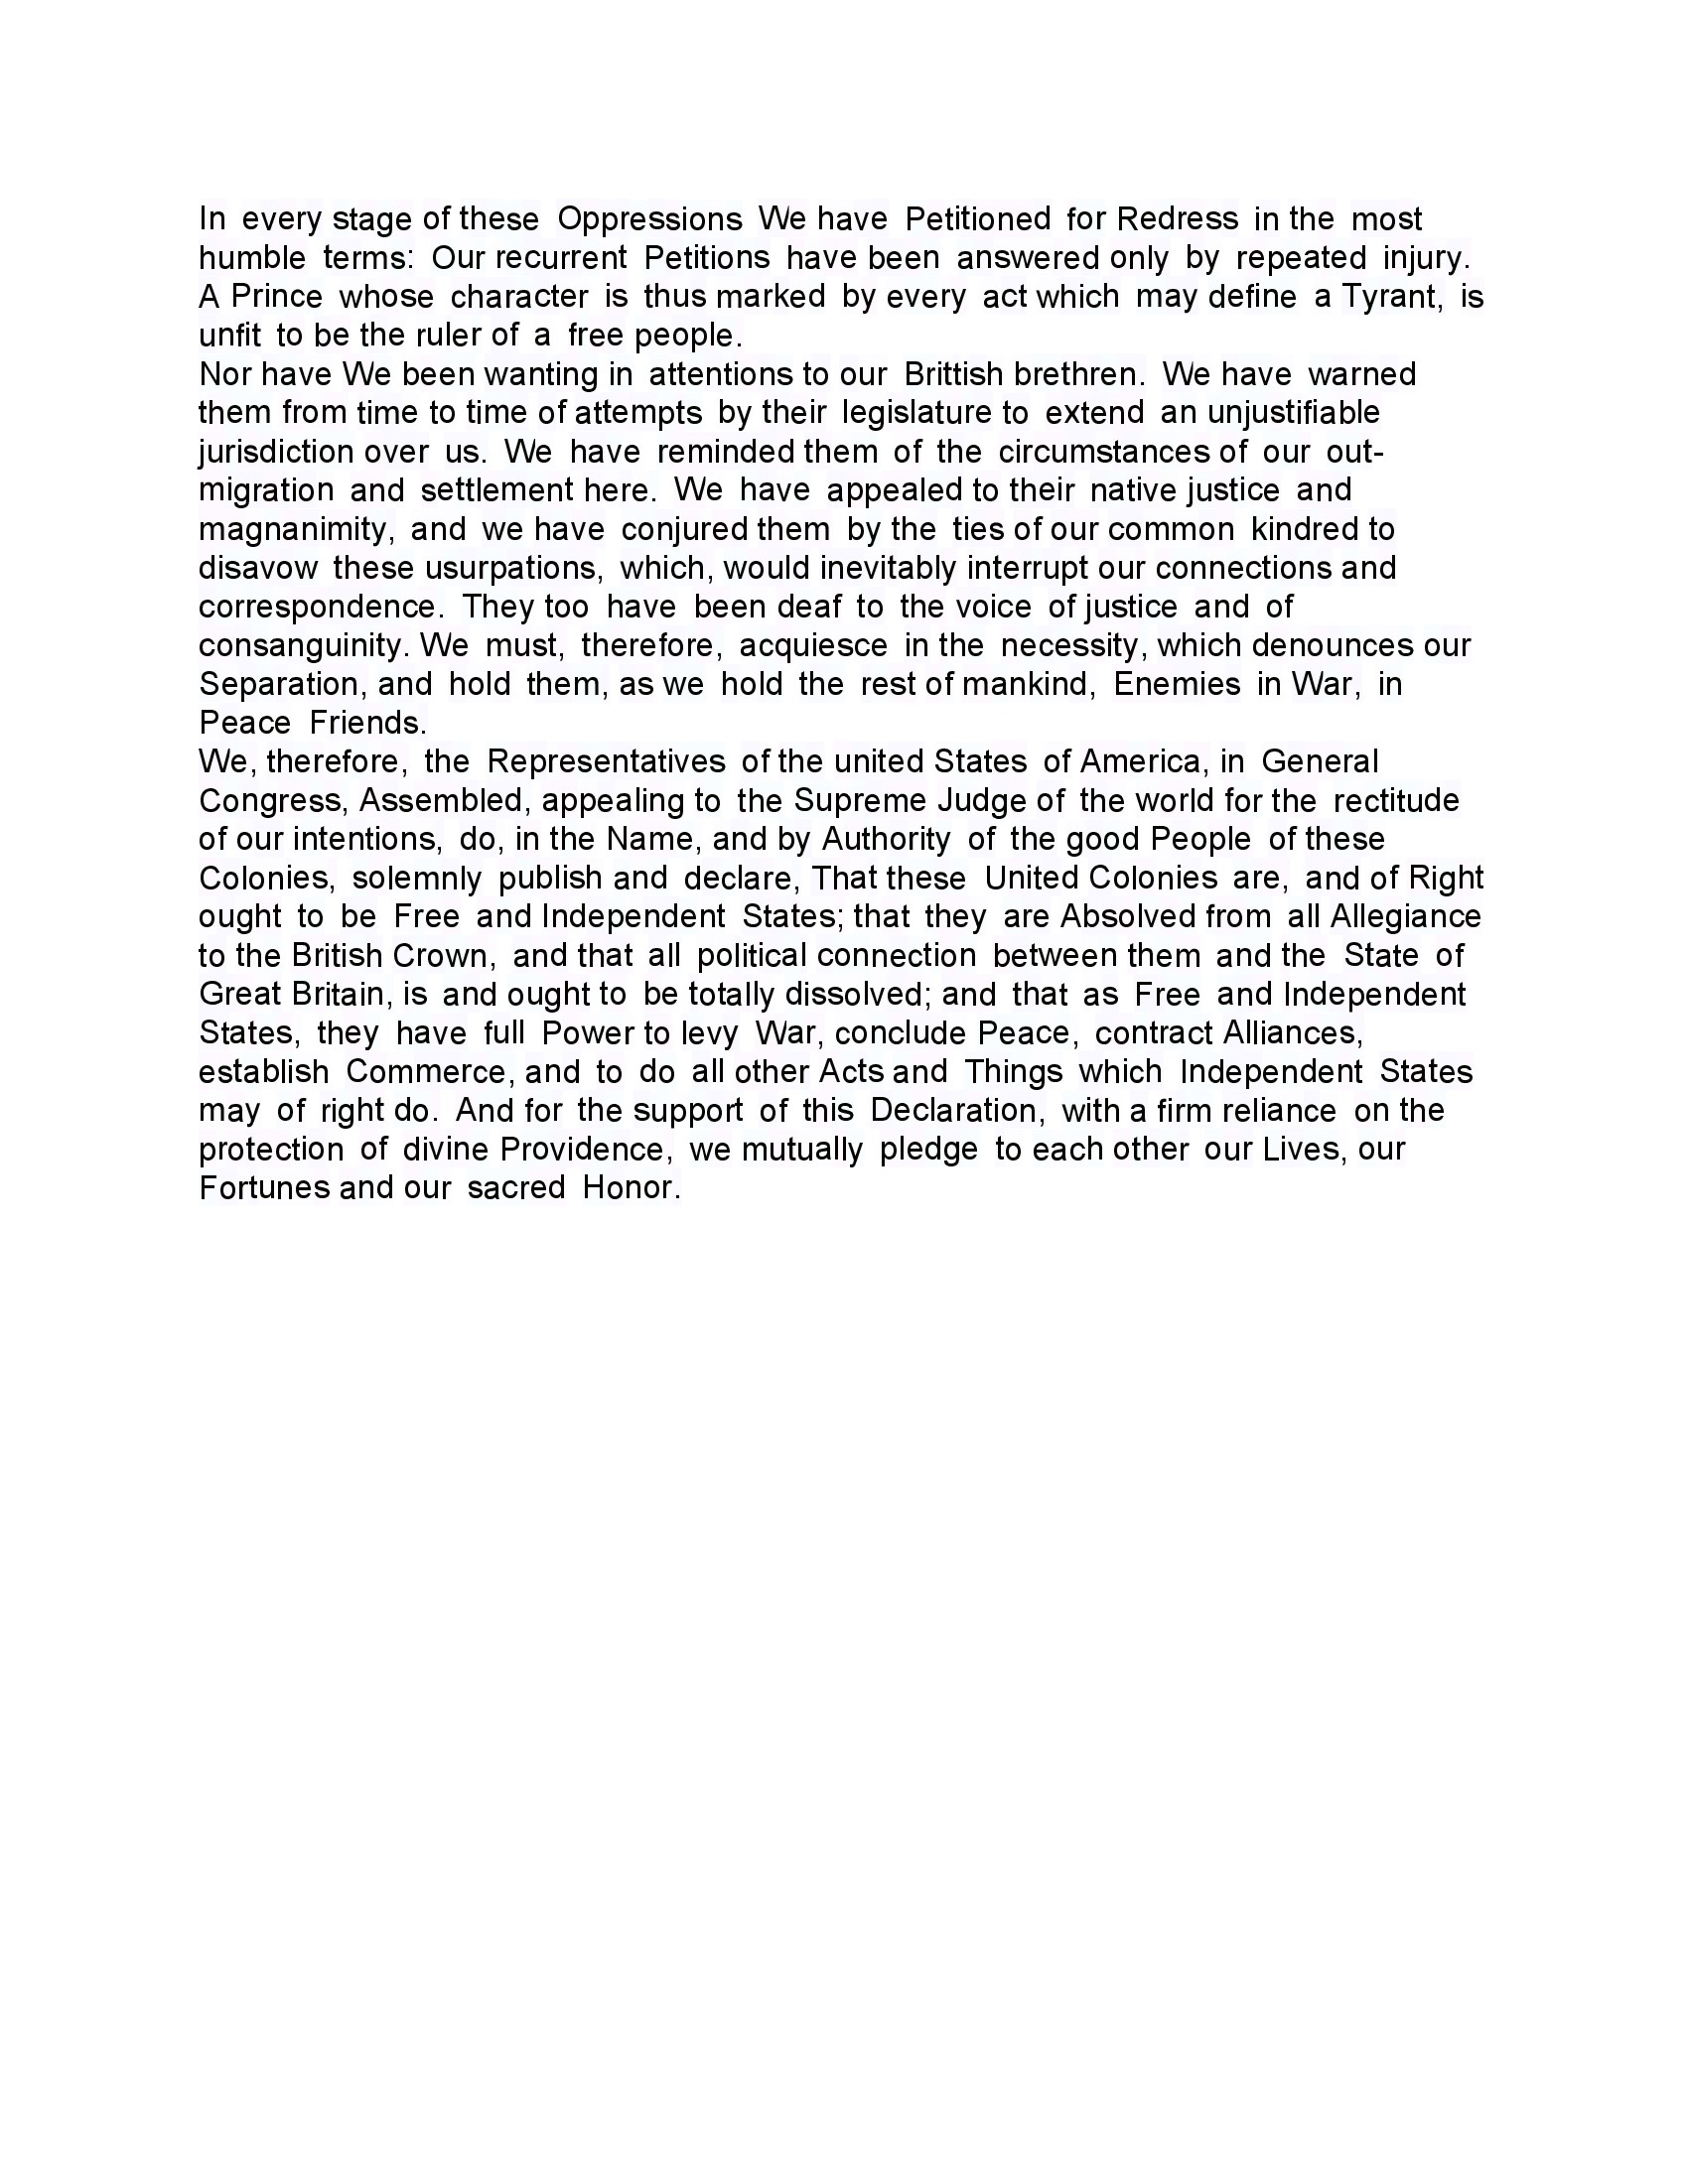 In every stage of these Oppressions We have Petitioned for Redress in the most
humble terms: Our recurrent Petitions have been answered only by repeated injury.
A Prince whose character is thus marked by every act which may define a Tyrant, is
unfit to be the ruler of a free people.
Nor have We been wanting in attentions to our Brittish brethren. We have warned
them from time to time of attempts by their legislature to extend an unjustifiable
jurisdiction over us. We have reminded them of the circumstances of our out-
migration and settlement here. We have appealed to their native justice and
magnanimity, and we have conjured them by the ties of our common kindred to
disavow these usurpations, which, would inevitably interrupt our connections and
correspondence. They too have been deaf to the voice of justice and of
consanguinity. We must, therefore, acquiesce in the necessity, which denounces our
Separation, and hold them, as we hold the rest of mankind, Enemies in War, in
Peace Friends.
We, therefore, the Representatives of the united States of America, in General
Congress, Assembled, appealing to the Supreme Judge of the world for the rectitude
of our intentions, do, in the Name, and by Authority of the good People of these
Colonies, solemnly publish and declare, That these United Colonies are, and of Right
ought to be Free and Independent States; that they are Absolved from all Allegiance
to the British Crown, and that all political connection between them and the State of
Great Britain, is and ought to be totally dissolved; and that as Free and Independent
States, they have full Power to levy War, conclude Peace, contract Alliances,
establish Commerce, and to do all other Acts and Things which Independent States
may of right do. And for the support of this Declaration, with a firm reliance on the
protection of divine Providence, we mutually pledge to each other our Lives, our
Fortunes and our sacred Honor.